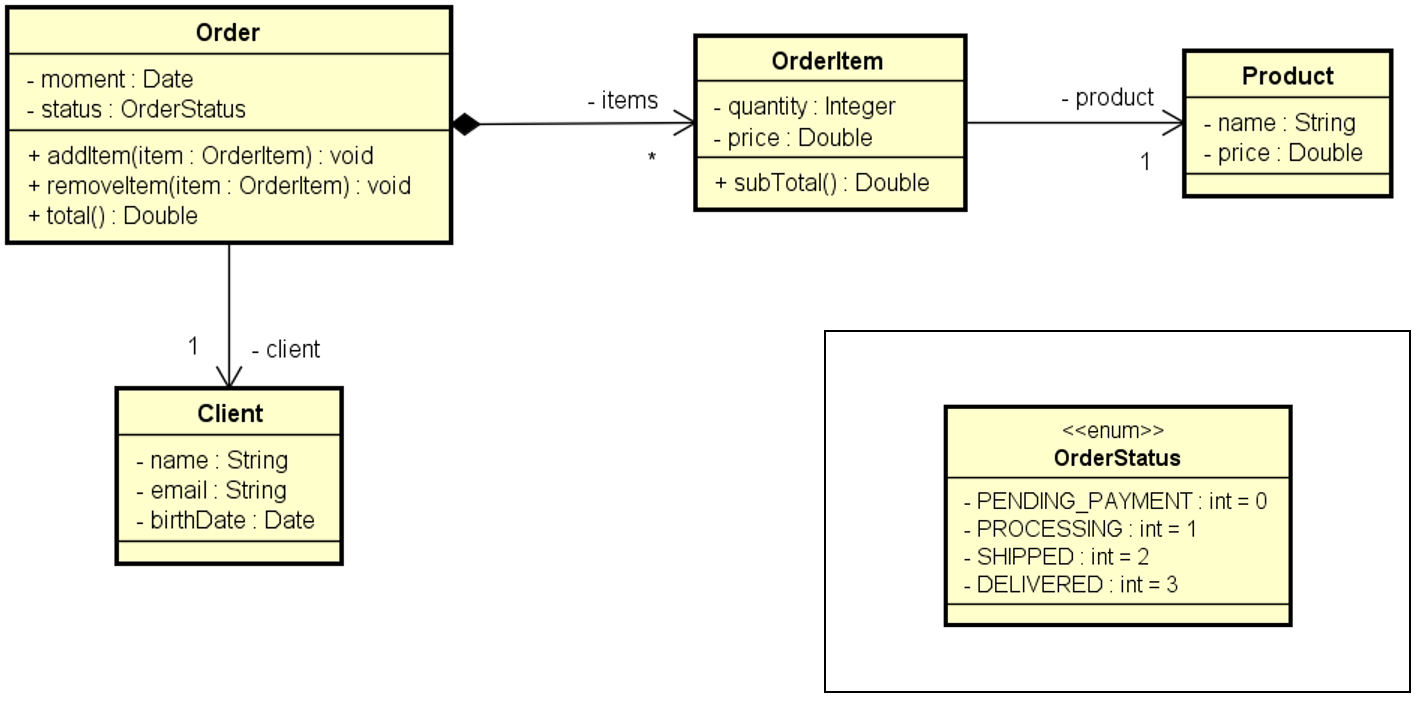 Order
- moment : Date
- status : OrderStatus
+ addItem(item : OrderItem) : void
+ removeItem(item : OrderItem) : void
+ total() : Double
- items
*
OrderItem
- quantity : Integer
- price : Double
+ subTotal() : Double
- product
1
Product
- name : String
- price : Double
1
- client
Client
- name : String
- email : String
- birthDate : Date
<<enum>>
OrderStatus
- PENDING_PAYMENT : int = 0
- PROCESSING : int = 1
- SHIPPED : int = 2
- DELIVERED : int = 3